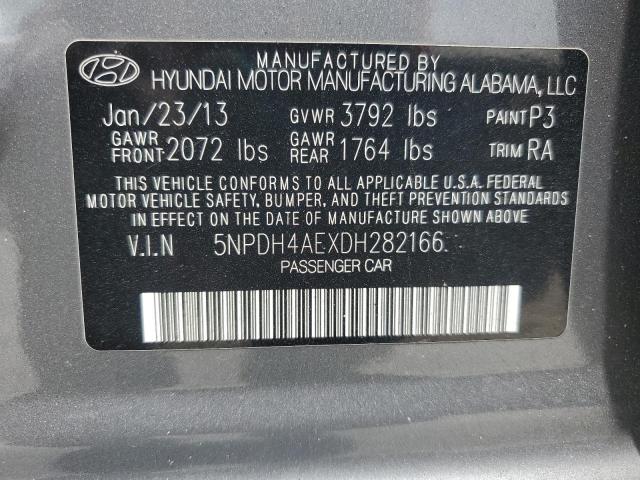 MANUFACTURED BY
HYUNDAI MOTOR MANUFACTURING ALABAMA, LLC
Jan/23/13 GVWR 3792 lbs PAINT P3
GAWR FRONT 2072 lbs GAWR REAR 1764 lbs TRIM RA
THIS VEHICLE CONFORMS TO ALL APPLICABLE U.S.A. FEDERAL
MOTOR VEHICLE SAFETY, BUMPER, AND THEFT PREVENTION STANDARDS
IN EFFECT ON THE DATE OF MANUFACTURE SHOWN ABOVE.
V.I.N 5NPDH4AEXDH282166
PASSENGER CAR